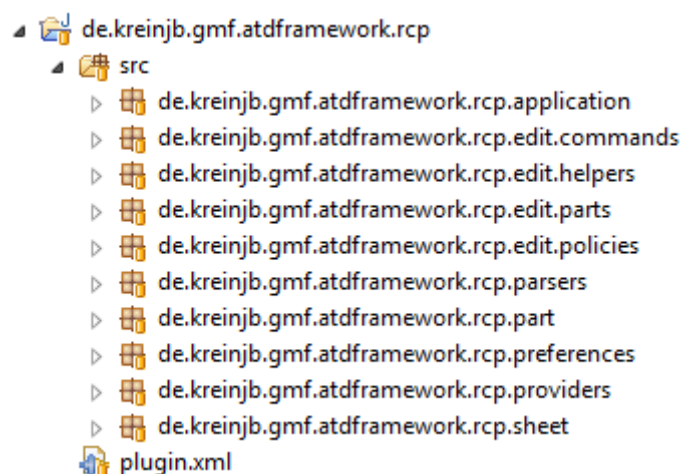 de.kreinjb.gmf.atdframework.rcp
src
de.kreinjb.gmf.atdframework.rcp.application
de.kreinjb.gmf.atdframework.rcp.edit.commands
de.kreinjb.gmf.atdframework.rcp.edit.helpers
de.kreinjb.gmf.atdframework.rcp.edit.parts
de.kreinjb.gmf.atdframework.rcp.edit.policies
de.kreinjb.gmf.atdframework.rcp.parsers
de.kreinjb.gmf.atdframework.rcp.part
de.kreinjb.gmf.atdframework.rcp.preferences
de.kreinjb.gmf.atdframework.rcp.providers
de.kreinjb.gmf.atdframework.rcp.sheet
plugin.xml